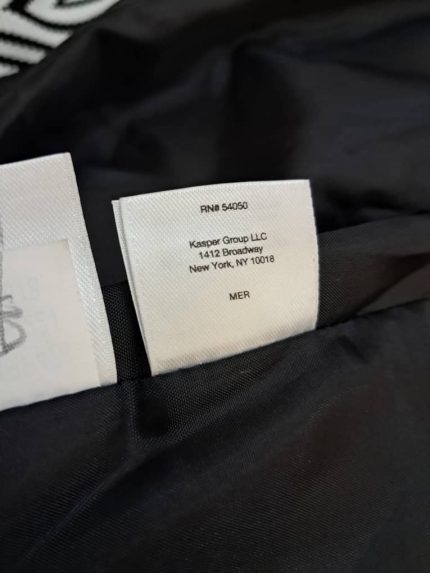 RN# 54050
Kasper Group LLC
1412 Broadway
New York, NY 10018
MER